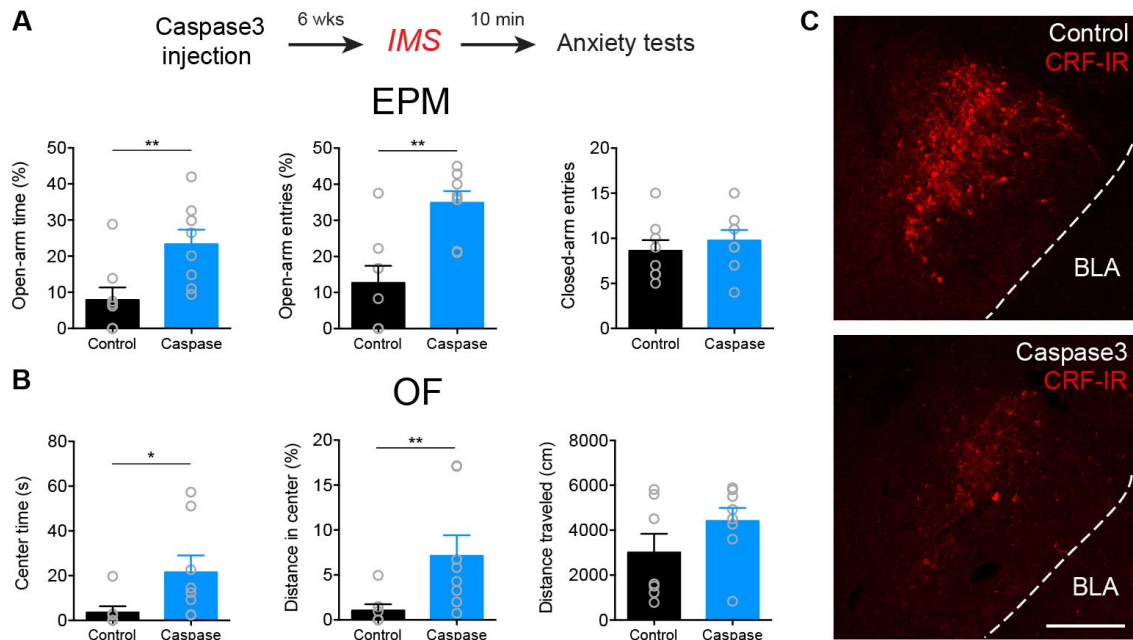 A
Caspase3
injection
6 wks
IMS
10 min
Anxiety tests
EPM
Open-arm time (%)
50
40
30
20
10
0
**
Control
Caspase
Open-arm entries (%)
50
40
30
20
10
0
**
Control
Caspase
Closed-arm entries
20
15
10
5
0
Control
Caspase
B
OF
Center time (s)
80
60
40
20
0
*
Control
Caspase
Distance in center (%)
20
15
10
5
0
**
Control
Caspase
Distance traveled (cm)
8000
6000
4000
2000
0
Control
Caspase
C
Control
CRF-IR
BLA
Caspase3
CRF-IR
BLA